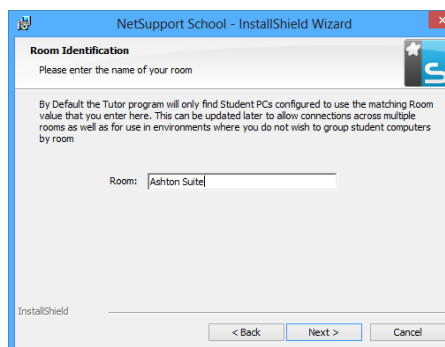 NetSupport School - InstallShield Wizard
Room Identification
Please enter the name of your room
S
By Default the Tutor program will only find Student PCs configured to use the matching Room
value that you enter here. This can be updated later to allow connections across multiple
rooms as well as for use in environments where you do not wish to group student computers
by room
Room: Ashton Suite
InstallShield
< Back Next > Cancel